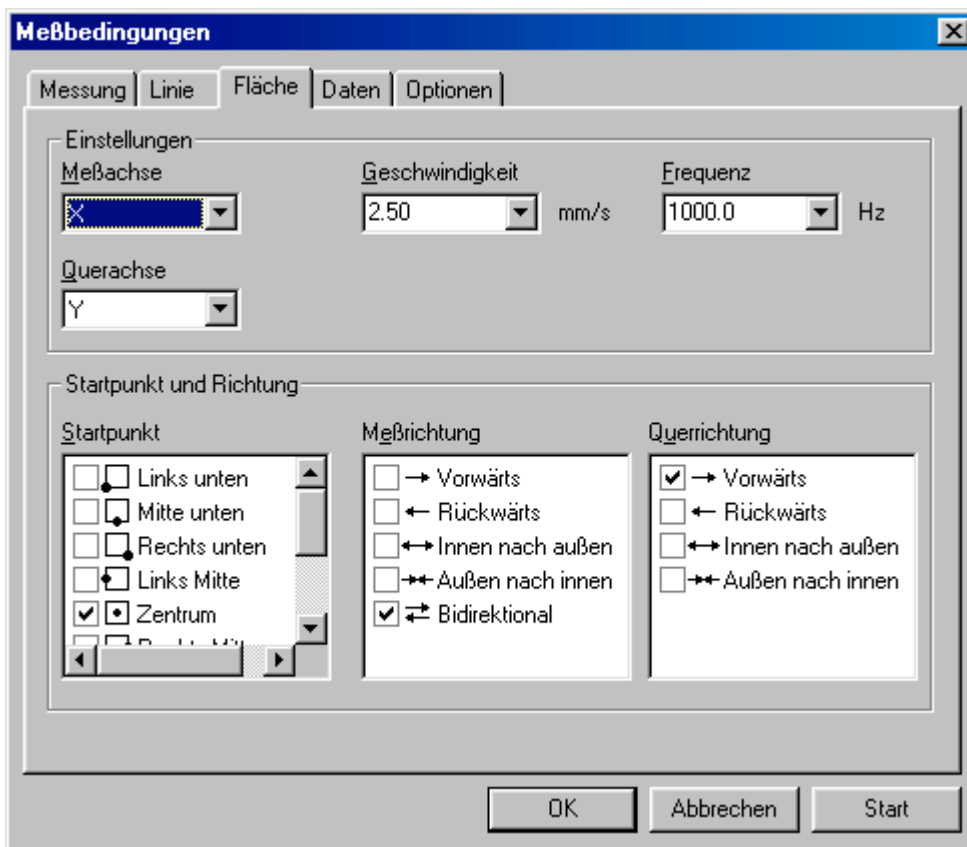 Meßbedingungen
Messung Linie Fläche Daten Optionen
Einstellungen
Meßachse Geschwindigkeit Frequenz
X 2.50 mm/s 1000.0 Hz
Querachse
Y
Startpunkt und Richtung
Startpunkt Meßrichtung Querrichtung
Links unten Vorwärts Vorwärts
Mitte unten Rückwärts Rückwärts
Rechts unten Innen nach außen Innen nach außen
Links Mitte Außen nach innen Außen nach innen
Zentrum Bidirektional
OK Abbrechen Start